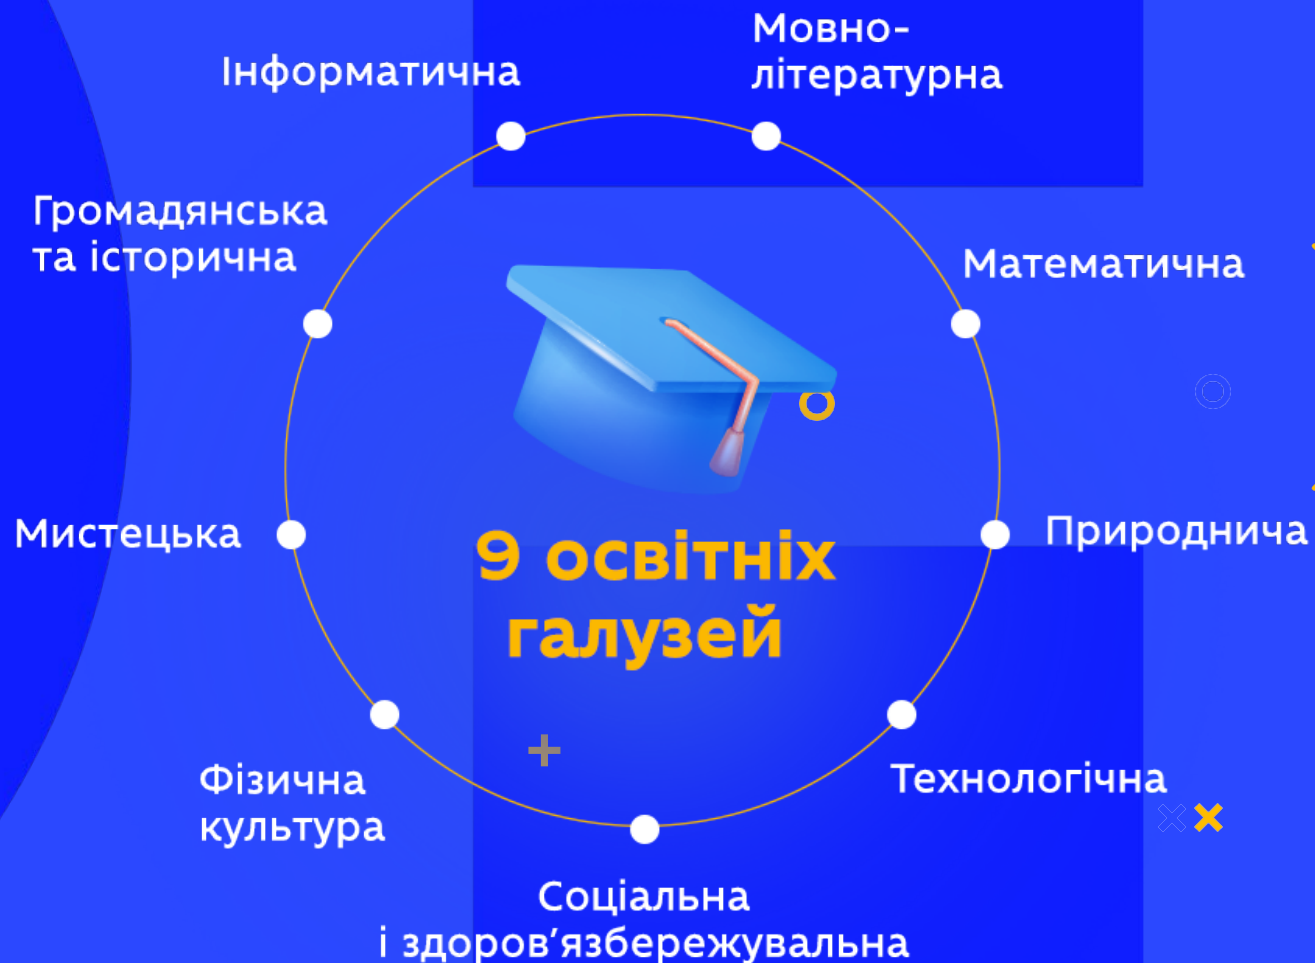 Мовно-
літературна
Математична
Природнича
Технологічна
Соціальна
і здоров’язбережувальна
Фізична
культура
Мистецька
Громадянська
та історична
Інформатична
9 освітніх
галузей